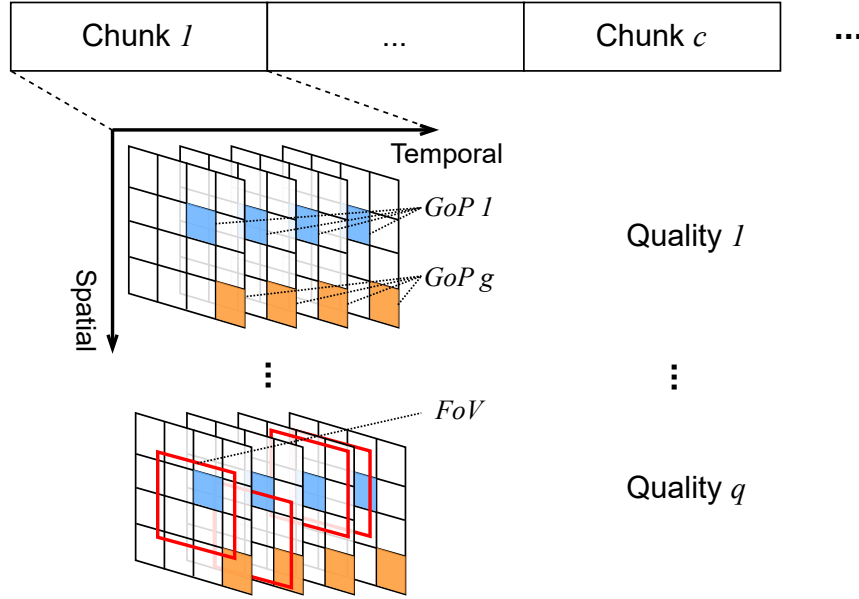 Chunk 1
...
Chunk c
...
Temporal
GoP 1
Quality 1
GoP g
Spatial
...
...
FoV
Quality q